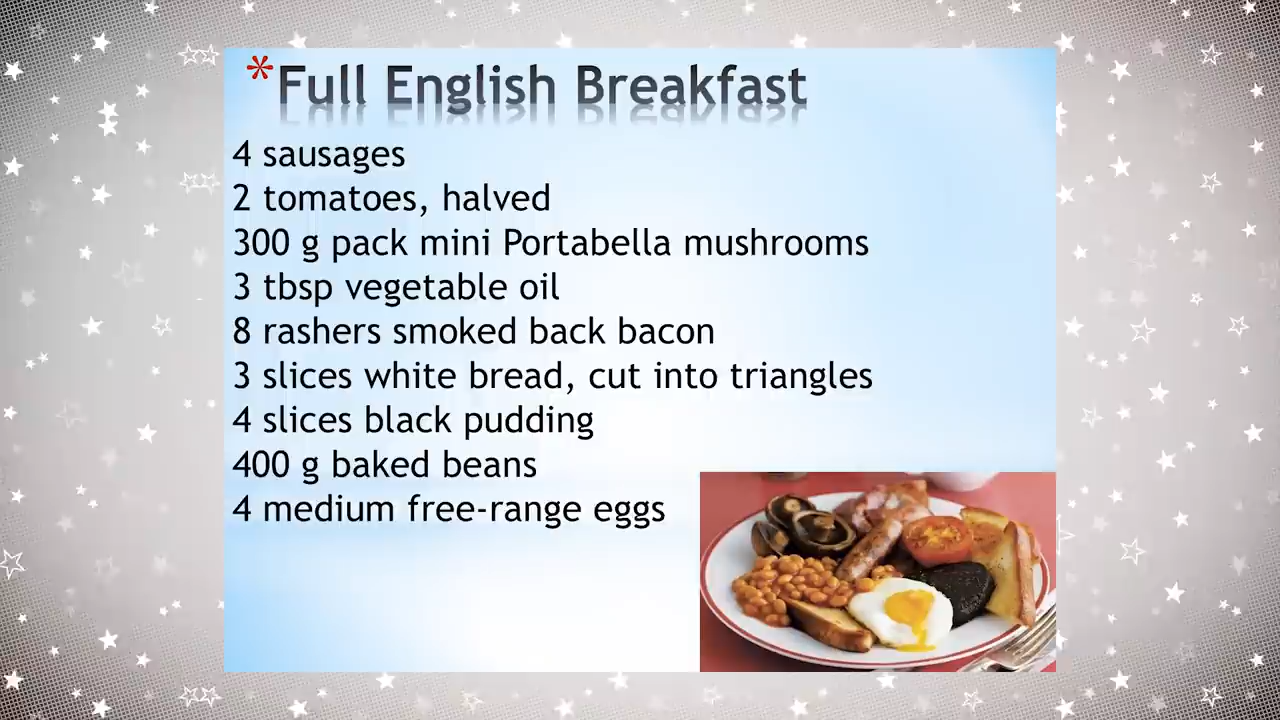 *Full English Breakfast
4 sausages
2 tomatoes, halved
300 g pack mini Portabella mushrooms
3 tbsp vegetable oil
8 rashers smoked back bacon
3 slices white bread, cut into triangles
4 slices black pudding
400 g baked beans
4 medium free-range eggs